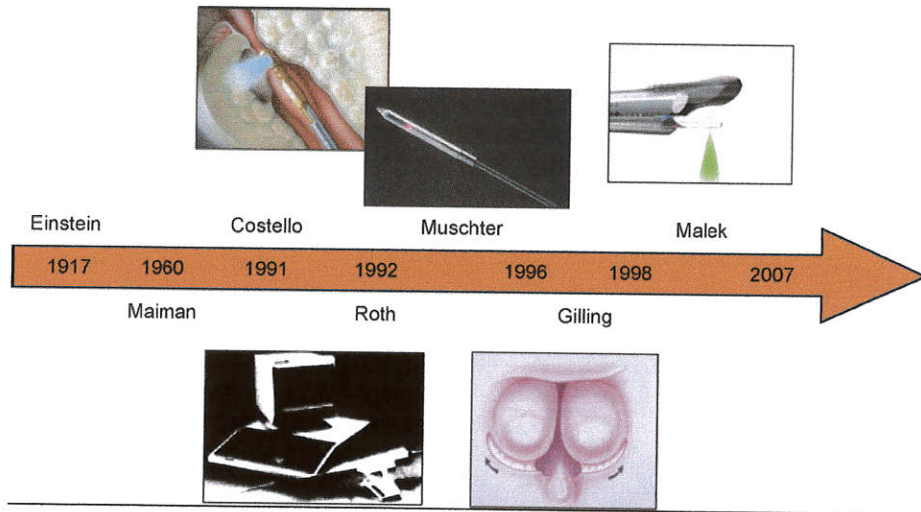 Einstein Costello Muschter Malek
1917 1960 1991 1992 1996 1998 2007
Maiman Roth Gilling